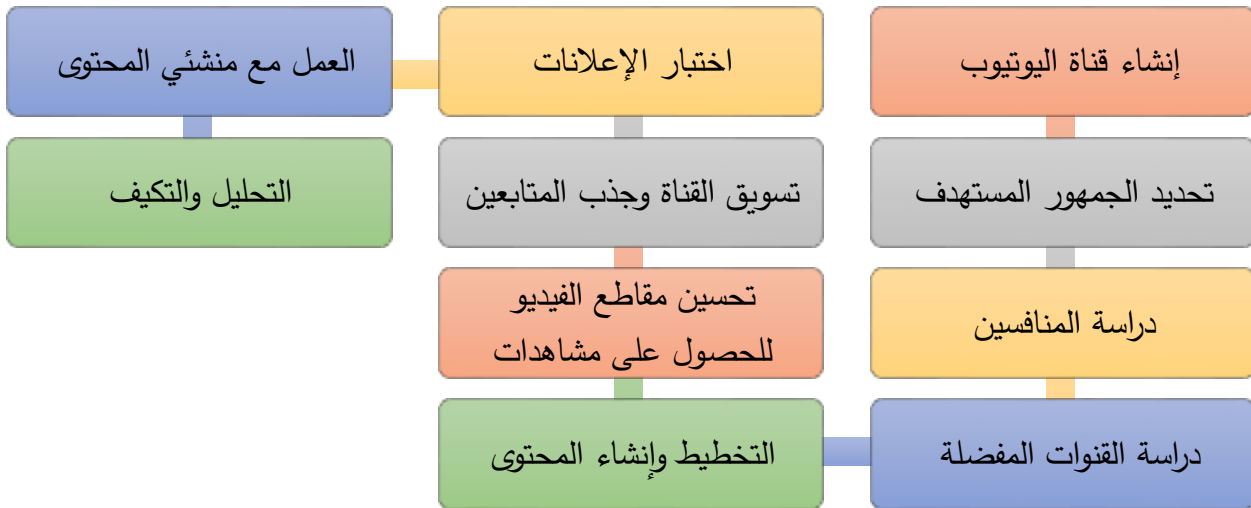 إنشاء قناة اليوتيوب
تحديد الجمهور المستهدف
دراسة المنافسين
دراسة القنوات المفضلة
التخطيط وإنشاء المحتوى
تحسين مقاطع الفيديو
للحصول على مشاهدات
تسويق القناة وجذب المتابعين
اختبار الإعلانات
العمل مع منشئي المحتوى
التحليل والتكيف